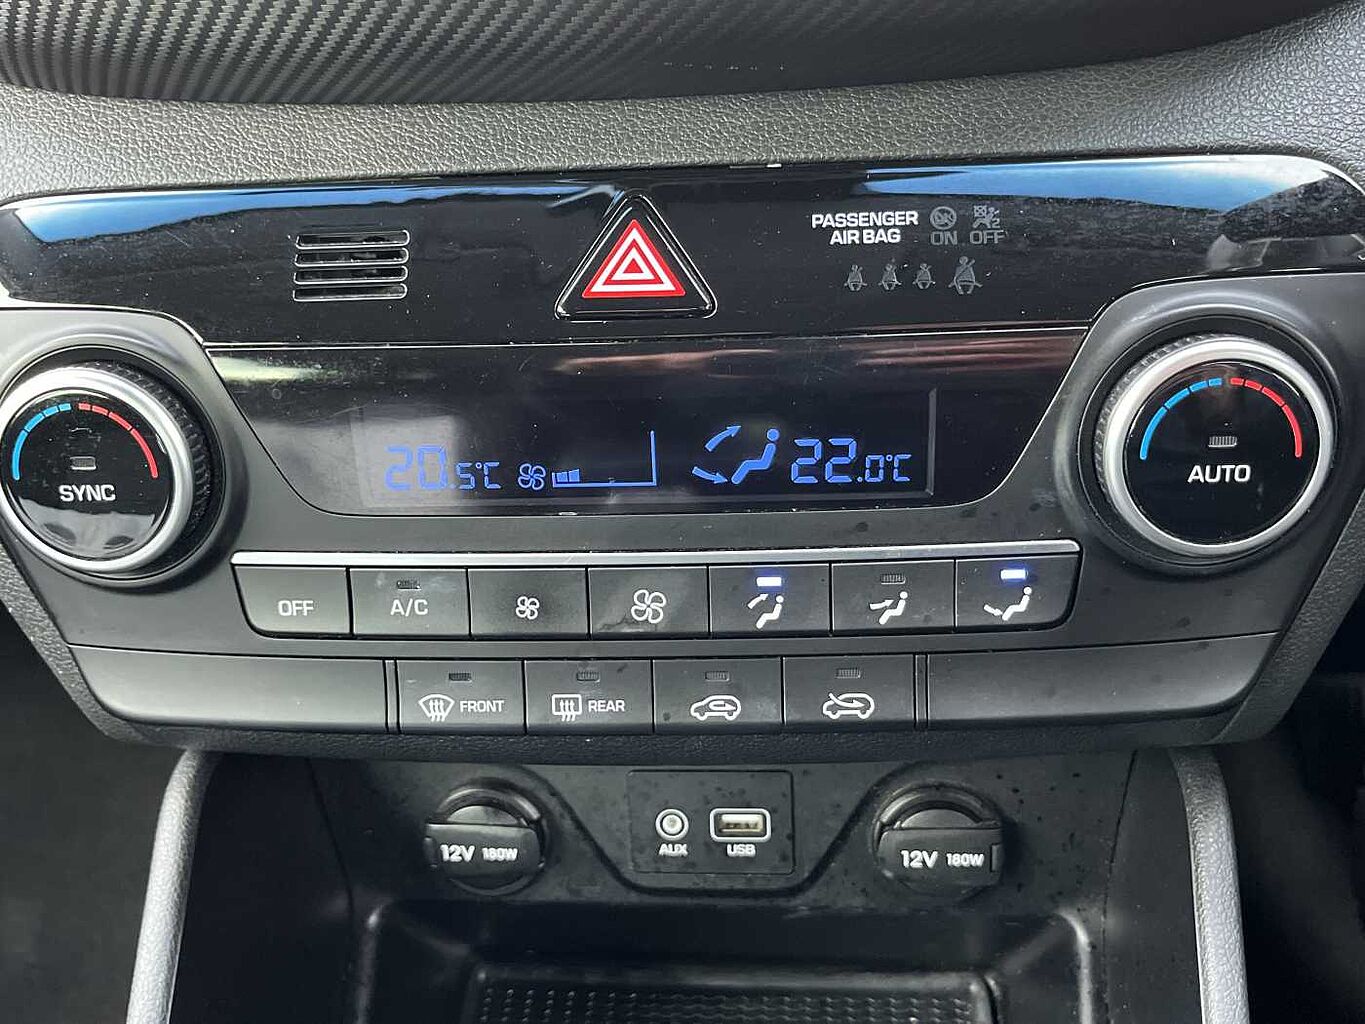 PASSENGER
AIR BAG
ON OFF
20.5°C 22.0°C
SYNC
AUTO
OFF A/C
FRONT REAR
12V 180W
AUX USB
12V 180W